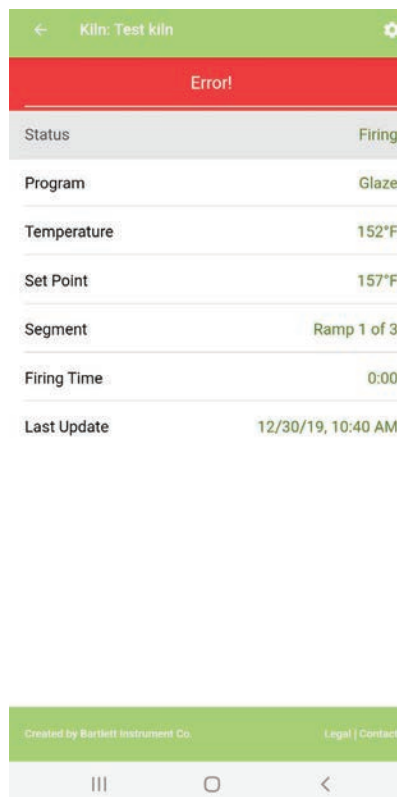 Kiln: Test kiln
Error!
Status Firing
Program Glaze
Temperature 152°F
Set Point 157°F
Segment Ramp 1 of 3
Firing Time 0:00
Last Update 12/30/19, 10:40 AM
Created by Bartlett Instrument Co. Legal | Contact